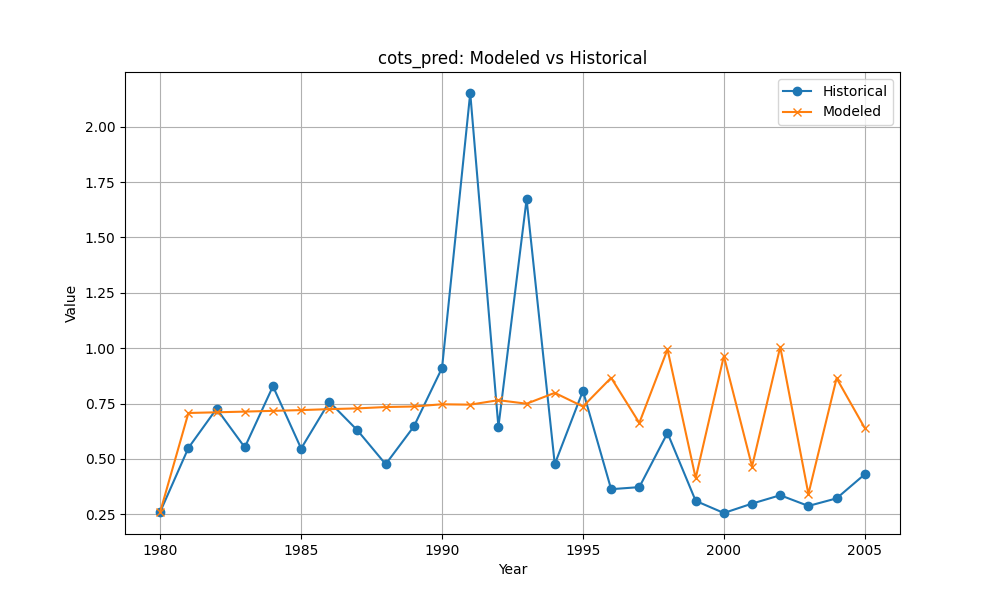 cots_pred: Modeled vs Historical
Historical
Modeled
Value
2.00
1.75
1.50
1.25
1.00
0.75
0.50
0.25
1980 1985 1990 1995 2000 2005
Year